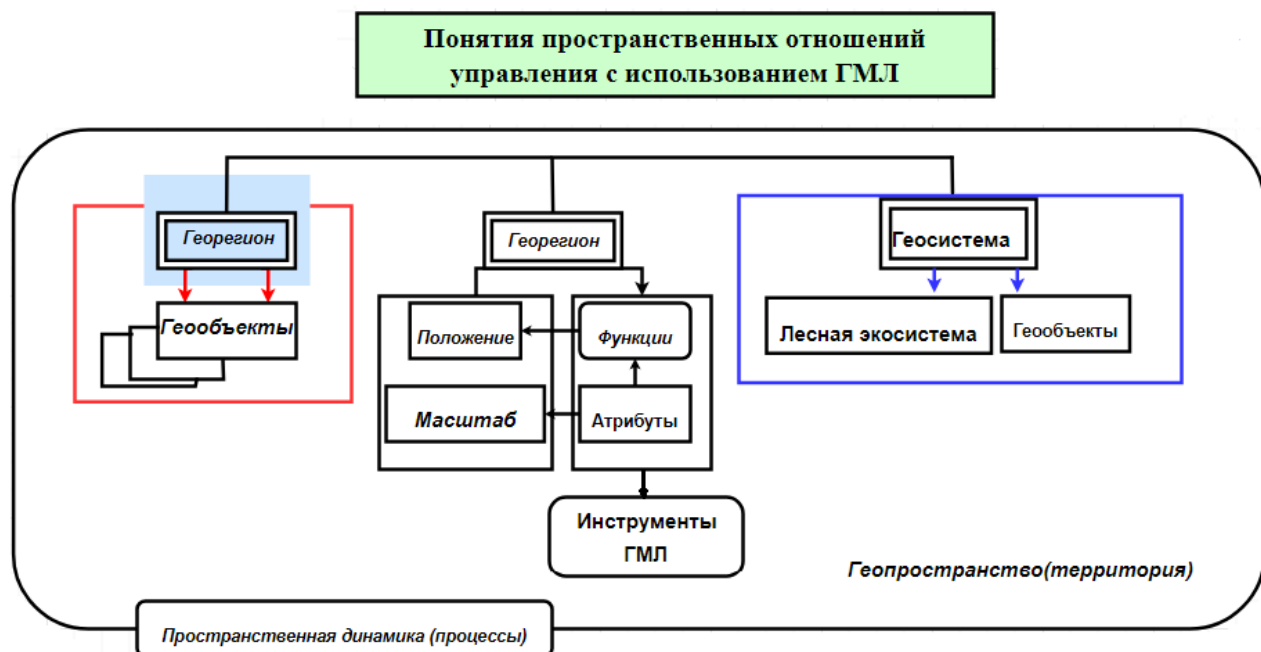 Понятия пространственных отношений
управления с использованием ГМЛ
Георегион
Геообъекты
Георегион
Положение
Функции
Масштаб
Атрибуты
Инструменты
ГМЛ
Геосистема
Лесная экосистема
Геообъекты
Геопространство(территория)
Пространственная динамика (процессы)